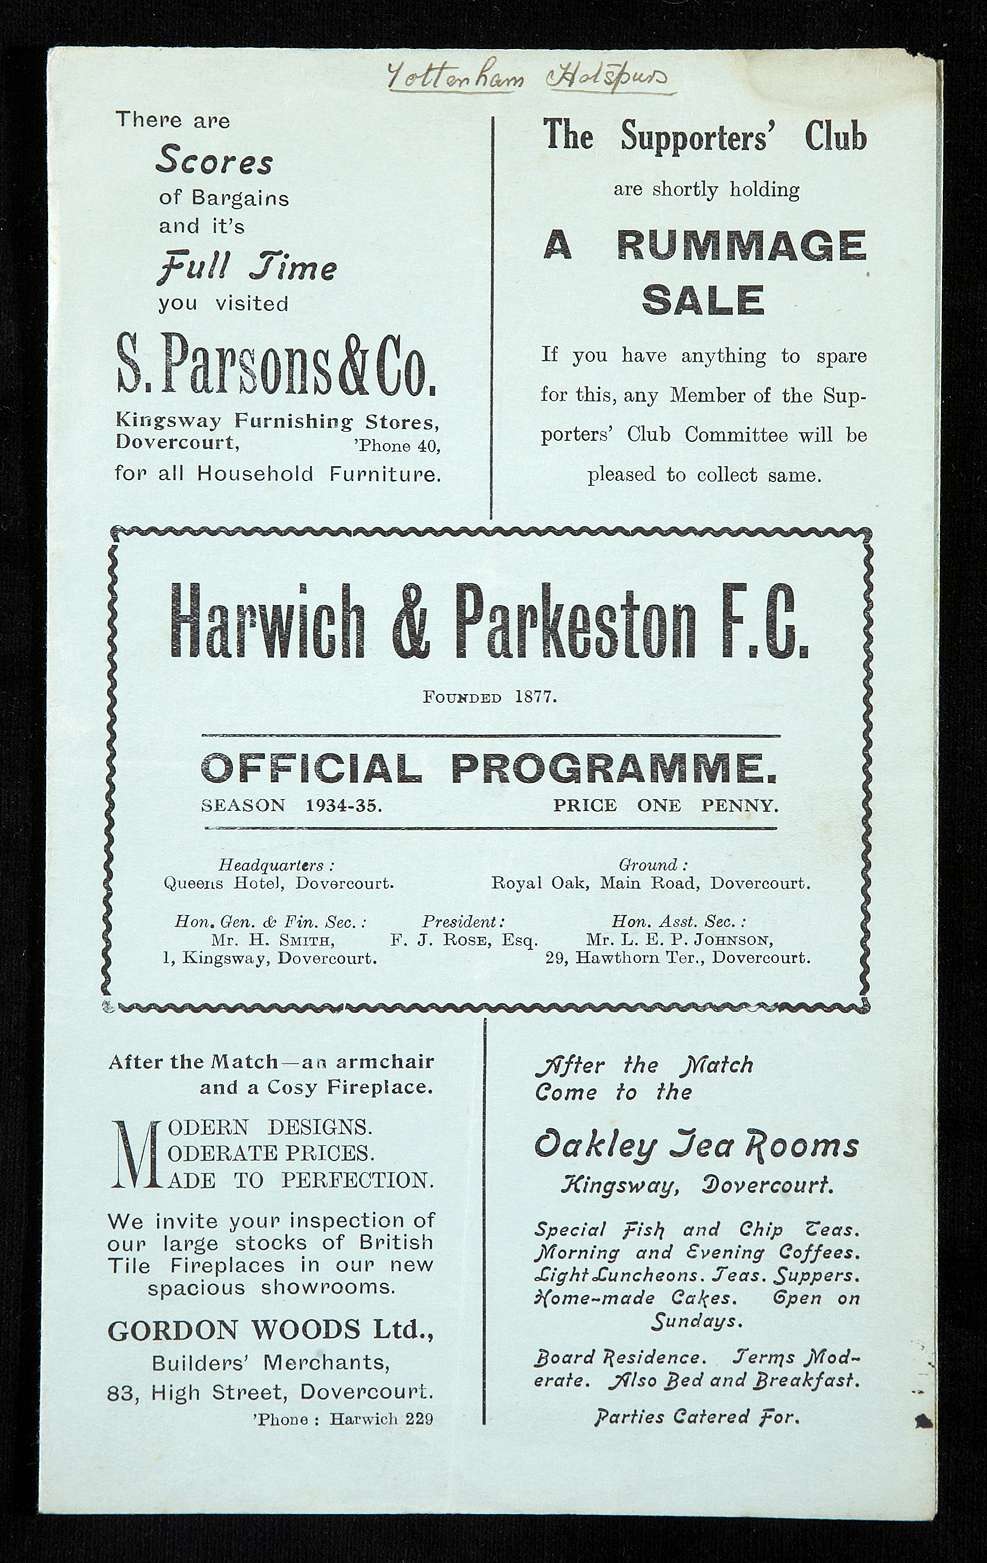 Tottenham Hotspurs
There are
Scores
of Bargains
and it's
Full Time
you visited
S. Parsons & Co.
Kingsway Furnishing Stores,
Dovercourt, 'Phone 40,
for all Household Furniture.
The Supporters' Club
are shortly holding
A RUMMAGE
SALE
If you have anything to spare
for this, any Member of the Sup-
porters' Club Committee will be
pleased to collect same.
Harwich & Parkeston F.C.
Founded 1877.
OFFICIAL PROGRAMME.
SEASON 1934-35. PRICE ONE PENNY.
Headquarters :
Queens Hotel, Dovercourt.
Ground :
Royal Oak, Main Road, Dovercourt.
Hon. Gen. & Fin. Sec. :
Mr. H. Smith,
1, Kingsway, Dovercourt.
President :
F. J. Rose, Esq.
Hon. Asst. Sec. :
Mr. L. E. P. Johnson,
29, Hawthorn Ter., Dovercourt.
After the Match—an armchair
and a Cosy Fireplace.
MODERN DESIGNS.
ODERATE PRICES.
ADE TO PERFECTION.
We invite your inspection of
our large stocks of British
Tile Fireplaces in our new
spacious showrooms.
GORDON WOODS Ltd.,
Builders' Merchants,
83, High Street, Dovercourt.
'Phone : Harwich 229
After the Match
Come to the
Oakley Tea Rooms
Kingsway, Dovercourt.
Special Fish and Chip Teas.
Morning and Evening Coffees.
Light Luncheons. Teas. Suppers.
Home-made Cakes. Open on
Sundays.
Board Residence. Terms Mod-
erate. Also Bed and Breakfast.
Parties Catered For.